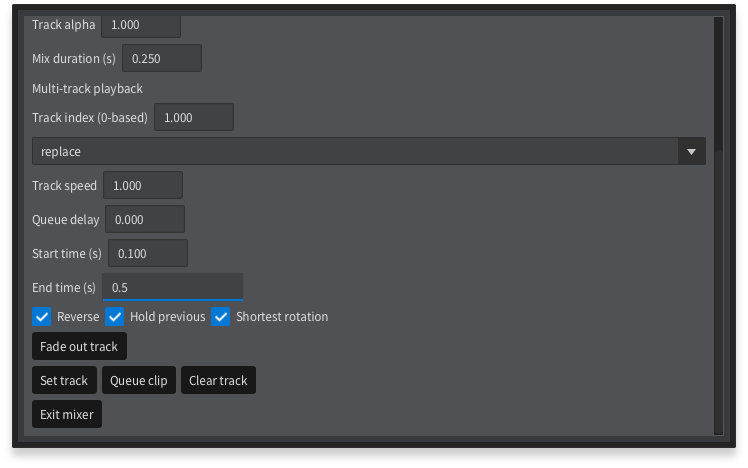 Track alpha 1.000
Mix duration (s) 0.250
Multi-track playback
Track index (0-based) 1.000
replace
Track speed 1.000
Queue delay 0.000
Start time (s) 0.100
End time (s) 0.5
Reverse Hold previous Shortest rotation
Fade out track
Set track Queue clip Clear track
Exit mixer